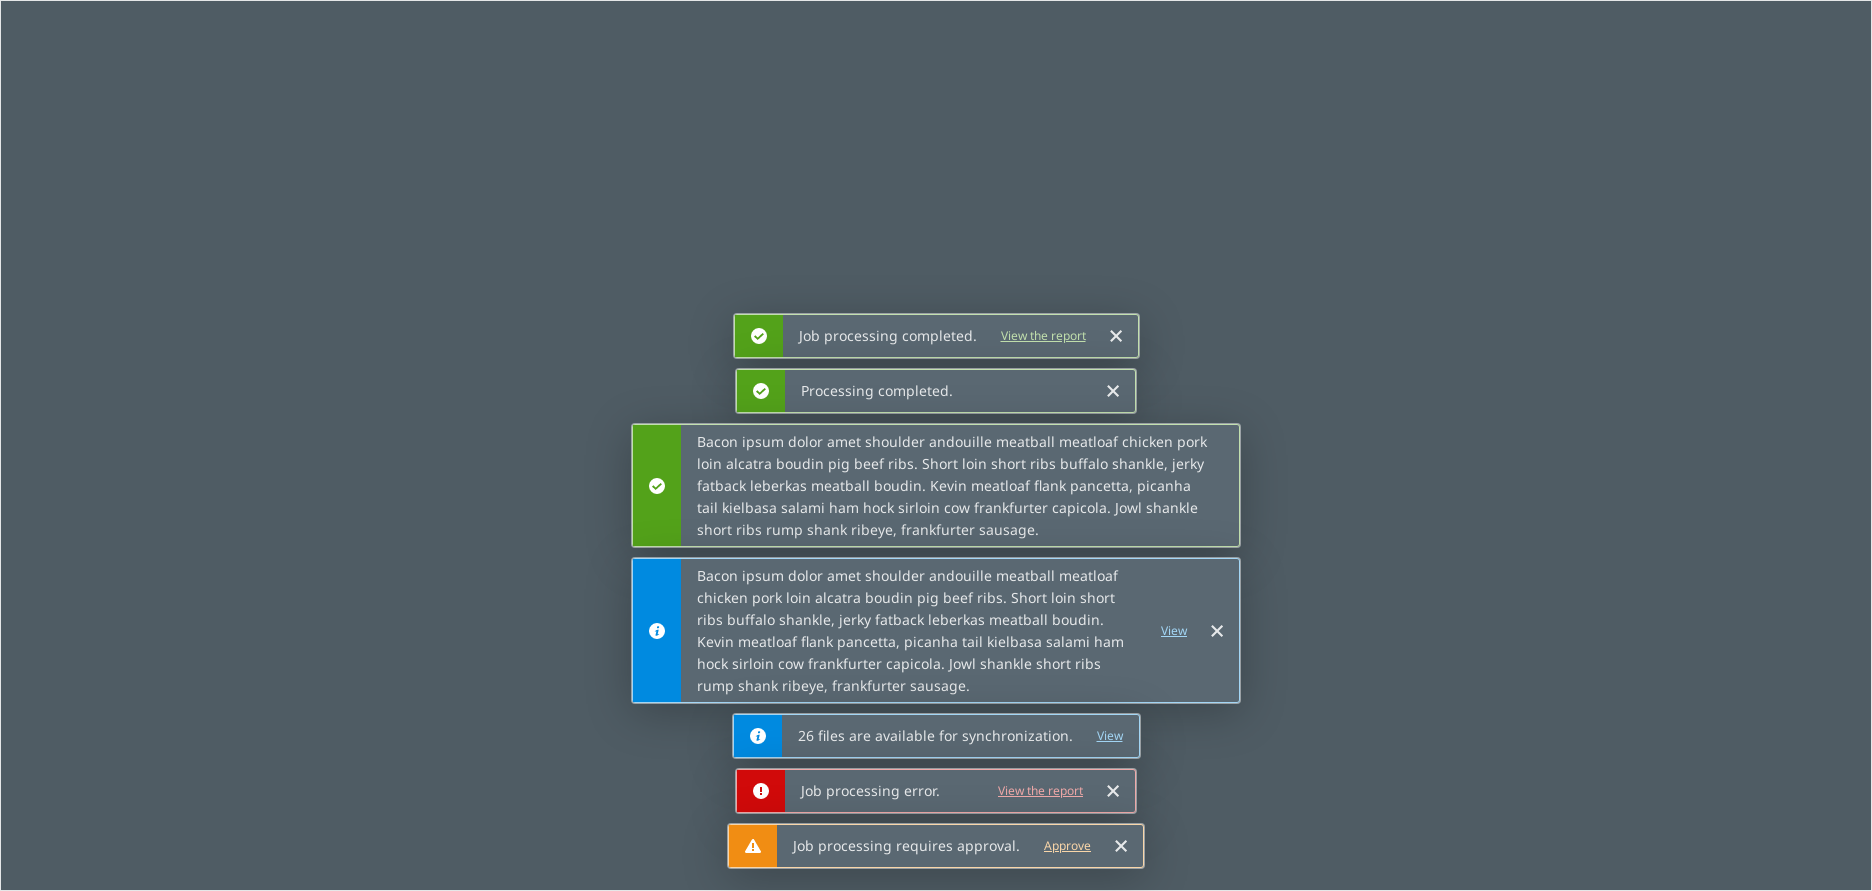 Job processing completed. View the report
Processing completed.
Bacon ipsum dolor amet shoulder andouille meatball meatloaf chicken pork
loin alcatra boudin pig beef ribs. Short loin short ribs buffalo shankle, jerky
fatback leberkas meatball boudin. Kevin meatloaf flank pancetta, picanha
tail kielbasa salami ham hock sirloin cow frankfurter capicola. Jowl shankle
short ribs rump shank ribeye, frankfurter sausage.
Bacon ipsum dolor amet shoulder andouille meatball meatloaf
chicken pork loin alcatra boudin pig beef ribs. Short loin short
ribs buffalo shankle, jerky fatback leberkas meatball boudin.
Kevin meatloaf flank pancetta, picanha tail kielbasa salami ham
hock sirloin cow frankfurter capicola. Jowl shankle short ribs
rump shank ribeye, frankfurter sausage.
View
26 files are available for synchronization. View
Job processing error. View the report
Job processing requires approval. Approve